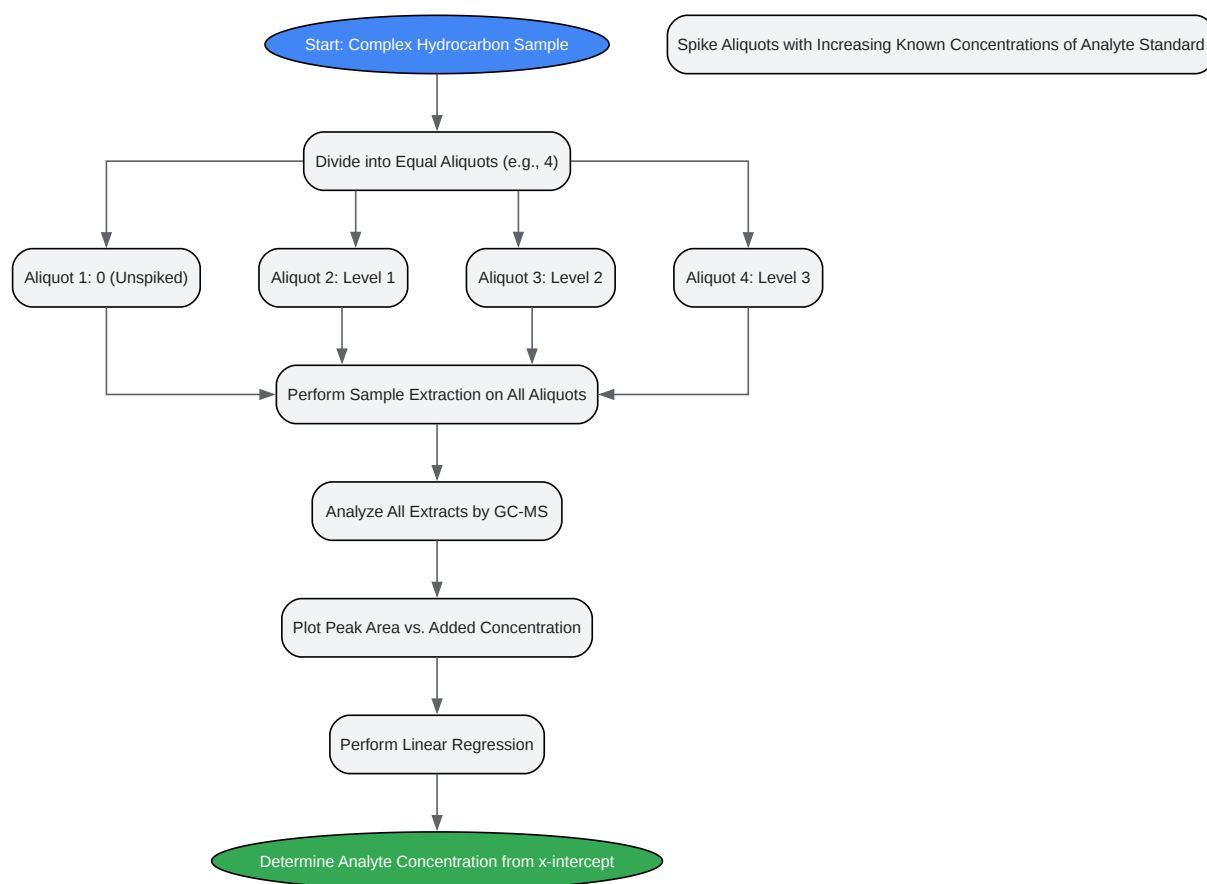 Start: Complex Hydrocarbon Sample
Spike Aliquots with Increasing Known Concentrations of Analyte Standard
Divide into Equal Aliquots (e.g., 4)
Aliquot 1: 0 (Unspiked)
Aliquot 2: Level 1
Aliquot 3: Level 2
Aliquot 4: Level 3
Perform Sample Extraction on All Aliquots
Analyze All Extracts by GC-MS
Plot Peak Area vs. Added Concentration
Perform Linear Regression
Determine Analyte Concentration from x-intercept